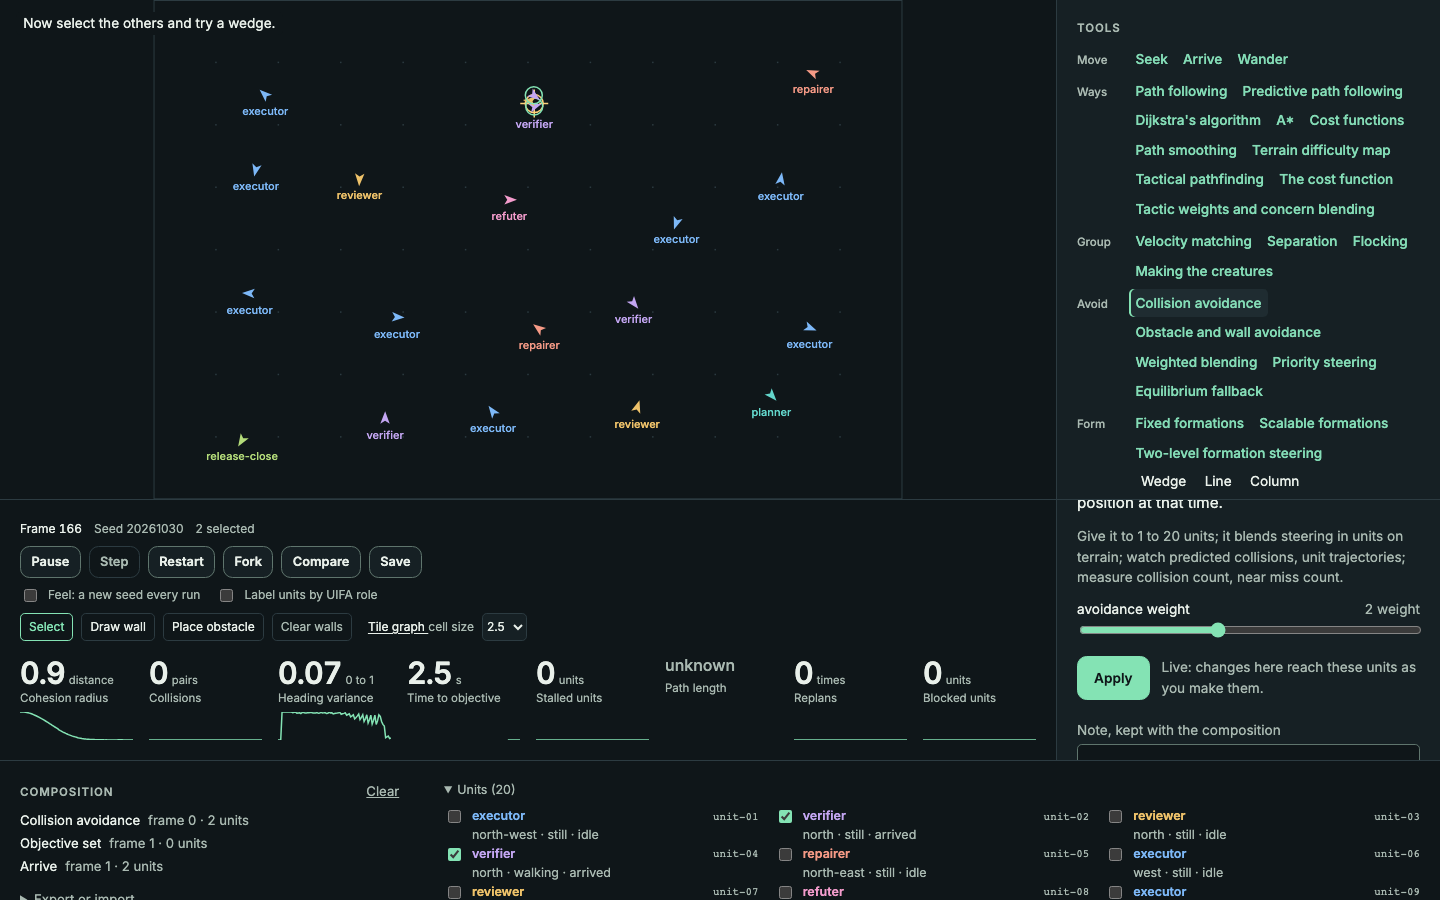 Now select the others and try a wedge.
executor
verifier
repairer
executor
reviewer
refuter
executor
executor
executor
executor
repairer
verifier
executor
verifier
executor
reviewer
planner
release-close
TOOLS
Move Seek Arrive Wander
Ways Path following Predictive path following
Dijkstra's algorithm A* Cost functions
Path smoothing Terrain difficulty map
Tactical pathfinding The cost function
Tactic weights and concern blending
Group Velocity matching Separation Flocking
Making the creatures
Avoid Collision avoidance
Obstacle and wall avoidance
Weighted blending Priority steering
Equilibrium fallback
Form Fixed formations Scalable formations
Two-level formation steering
Wedge Line Column
position at that time.
Give it to 1 to 20 units; it blends steering in units on
terrain; watch predicted collisions, unit trajectories;
measure collision count, near miss count.
avoidance weight 2 weight
Apply Live: changes here reach these units as
you make them.
Note, kept with the composition
Frame 166 Seed 20261030 2 selected
Pause Step Restart Fork Compare Save
Feel: a new seed every run Label units by UIFA role
Select Draw wall Place obstacle Clear walls Tile graph cell size 2.5
0.9 distance 0 pairs 0.07 0 to 1 2.5 s 0 units unknown 0 times 0 units
Cohesion radius Collisions Heading variance Time to objective Stalled units Path length Replans Blocked units
COMPOSITION Clear
Collision avoidance frame 0 · 2 units
Objective set frame 1 · 0 units
Arrive frame 1 · 2 units
Export or import
Units (20)
executor unit-01 verifier unit-02 reviewer unit-03
north-west · still · idle north · still · arrived north · still · idle
verifier unit-04 repairer unit-05 executor unit-06
north · walking · arrived north-east · still · idle west · still · idle
reviewer unit-07 refuter unit-08 executor unit-09